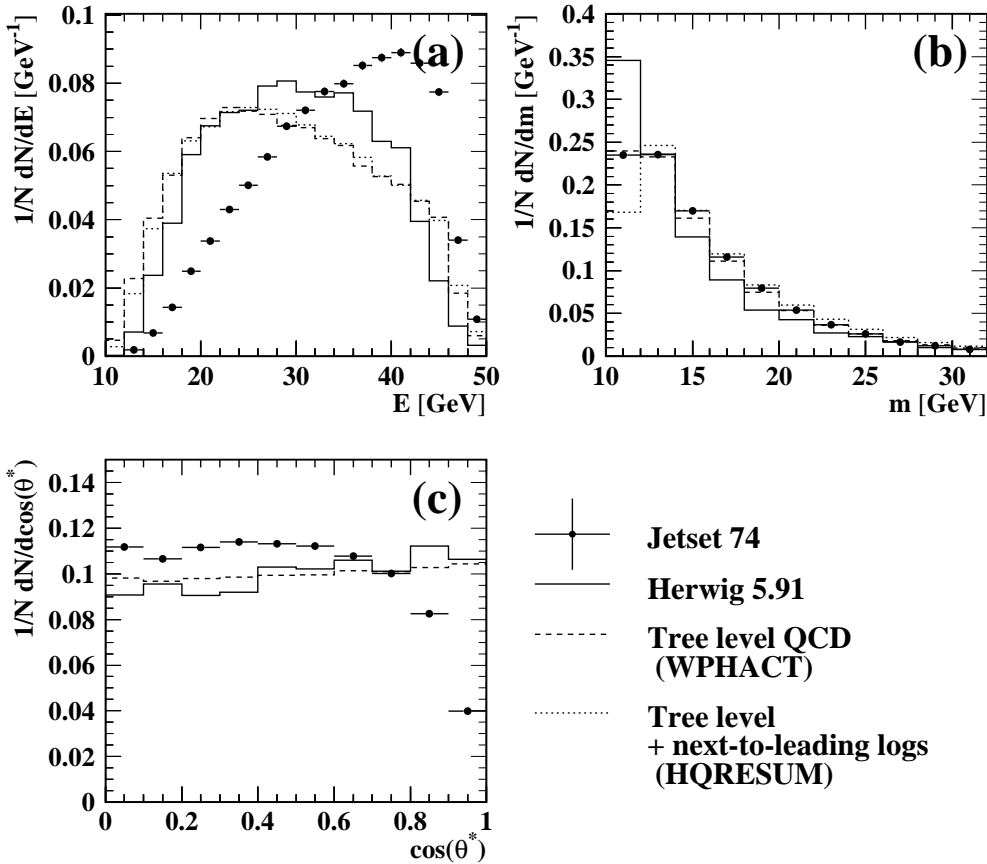 (a)
1/N dN/dE [GeV⁻¹]
0.1
0.08
0.06
0.04
0.02
0
10 20 30 40 50
E [GeV]
(b)
1/N dN/dm [GeV⁻¹]
0.4
0.35
0.3
0.25
0.2
0.15
0.1
0.05
0
10 15 20 25 30
m [GeV]
(c)
1/N dN/dcos(θ*)
0.14
0.12
0.1
0.08
0.06
0.04
0.02
0
0 0.2 0.4 0.6 0.8 1
cos(θ*)
Jetset 74
Herwig 5.91
Tree level QCD
(WPHACT)
Tree level
+ next-to-leading logs
(HQRESUM)